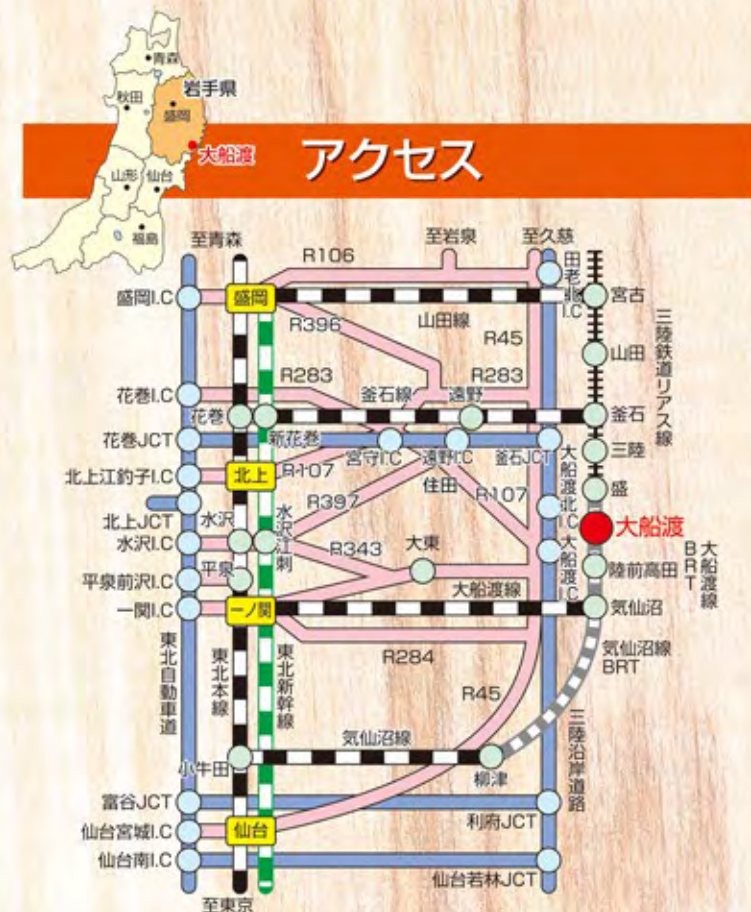 青森
岩手県
秋田
盛岡
大船渡
山形
仙台
福島
アクセス
至青森
至岩泉
至久慈
R106
田老北I.C
盛岡I.C
盛岡
宮古
山田線
R396
R45
山田
三陸鉄道リアス線
R283
R283
花巻I.C
釜石線
遠野
花巻
釜石
花巻JCT
新花巻
宮守I.C
遠野I.C
釜石JCT
三陸
北上江釣子I.C
北上
R107
住田
R107
大船渡北I.C
盛
R397
北上JCT
水沢
水沢江刺
大船渡
水沢I.C
R343
大東
大船渡I.C
大船渡線BRT
平泉前沢I.C
平泉
陸前高田
大船渡線
一関I.C
一ノ関
気仙沼
R284
気仙沼線
BRT
東北自動車道
東北本線
東北新幹線
R45
三陸沿岸道路
気仙沼線
小牛田
柳津
富谷JCT
利府JCT
仙台宮城I.C
仙台
仙台南I.C
仙台若林JCT
至東京